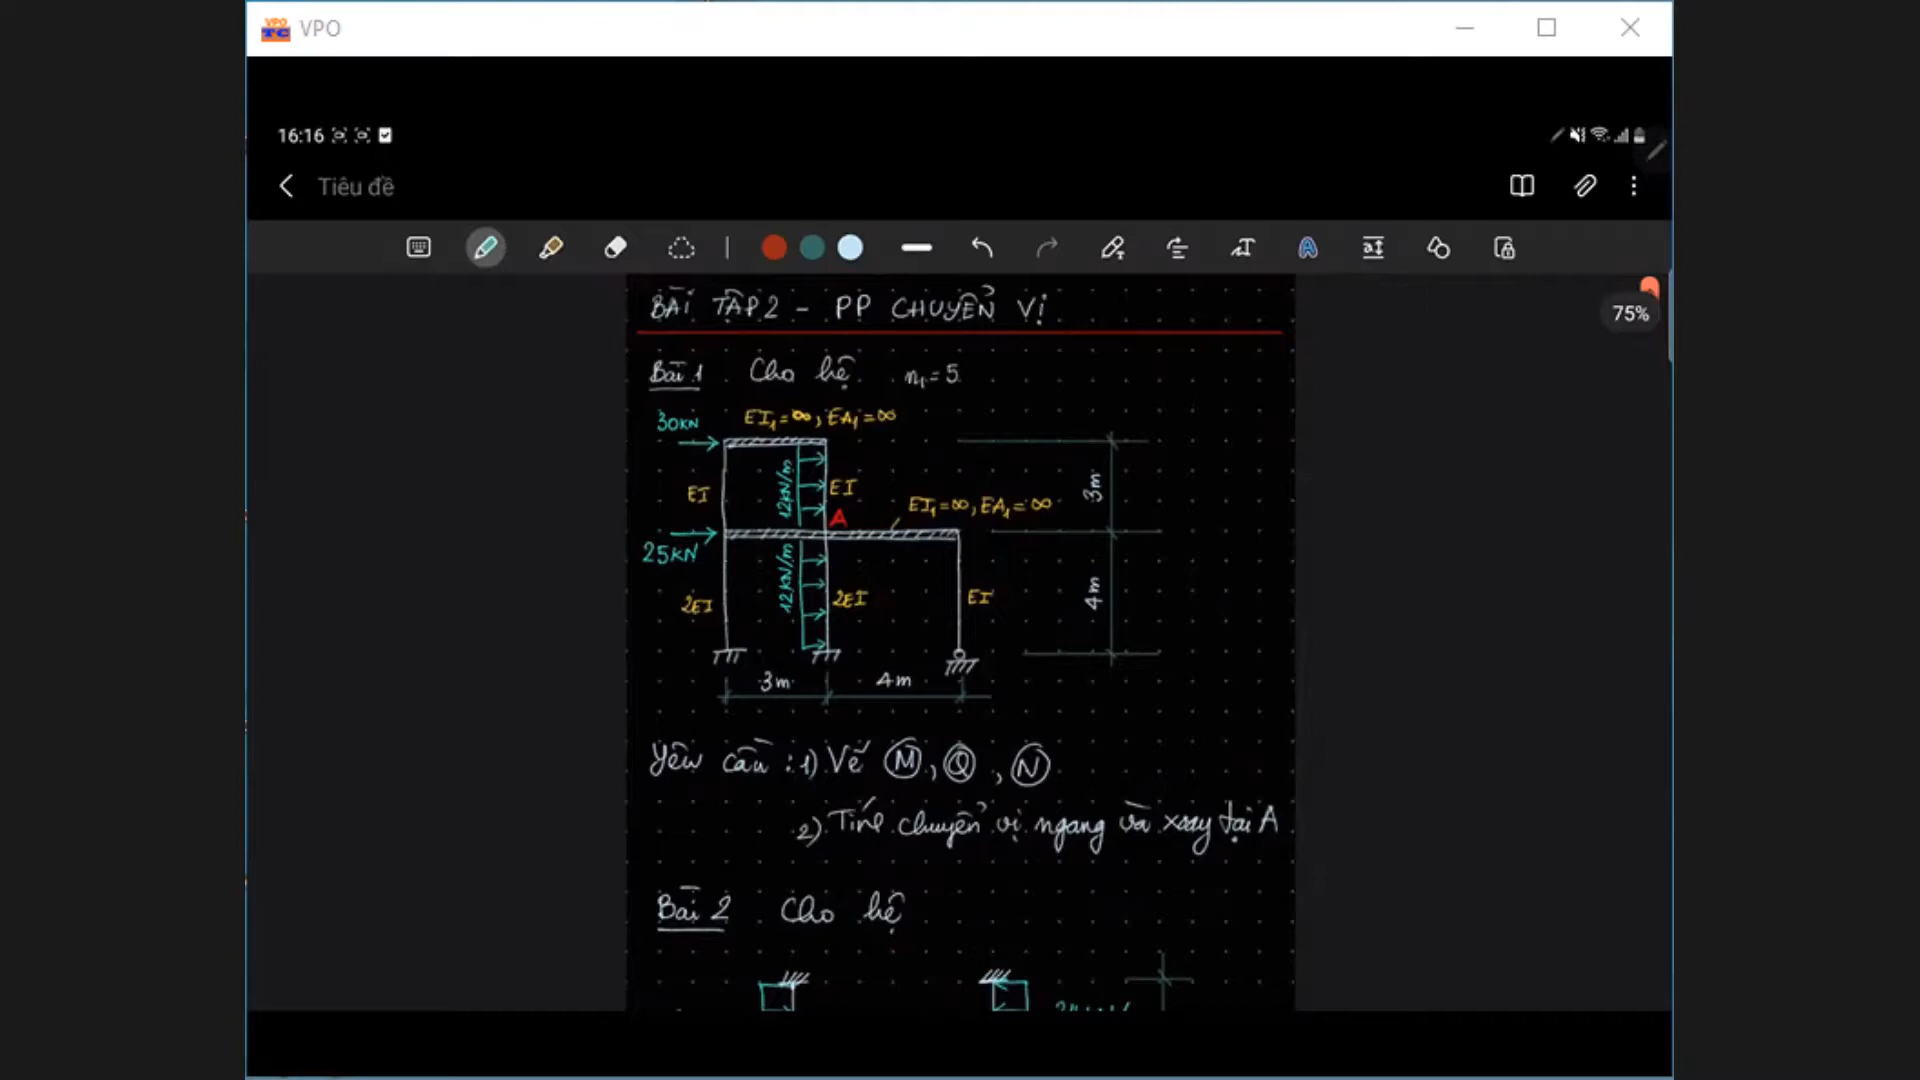 VPO TC VPO
16:16
Tiêu đề
75%
BÀI TẬP 2 - PP CHUYỂN VỊ
Bài 1 Cho hệ n₁ = 5
30KN EI₁ = ∞, EA₁ = ∞
EI 12KN/m EI 3m
A EI₁ = ∞, EA₁ = ∞
25KN
2EI 12KN/m 2EI EI 4m
3m 4m
Yêu cầu : 1) Vẽ M, Q, N
2) Tính chuyển vị ngang và xoay tại A
Bài 2 Cho hệ